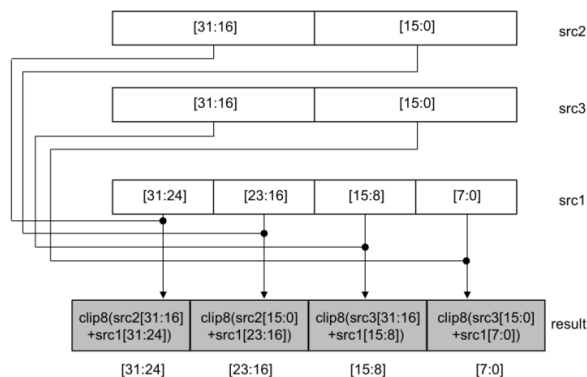 [31:16] [15:0] src2
[31:16] [15:0] src3
[31:24] [23:16] [15:8] [7:0] src1
clip8(src2[31:16] clip8(src2[15:0] clip8(src3[31:16] clip8(src3[15:0]
+src1[31:24]) +src1[23:16]) +src1[15:8]) +src1[7:0])
result
[31:24] [23:16] [15:8] [7:0]